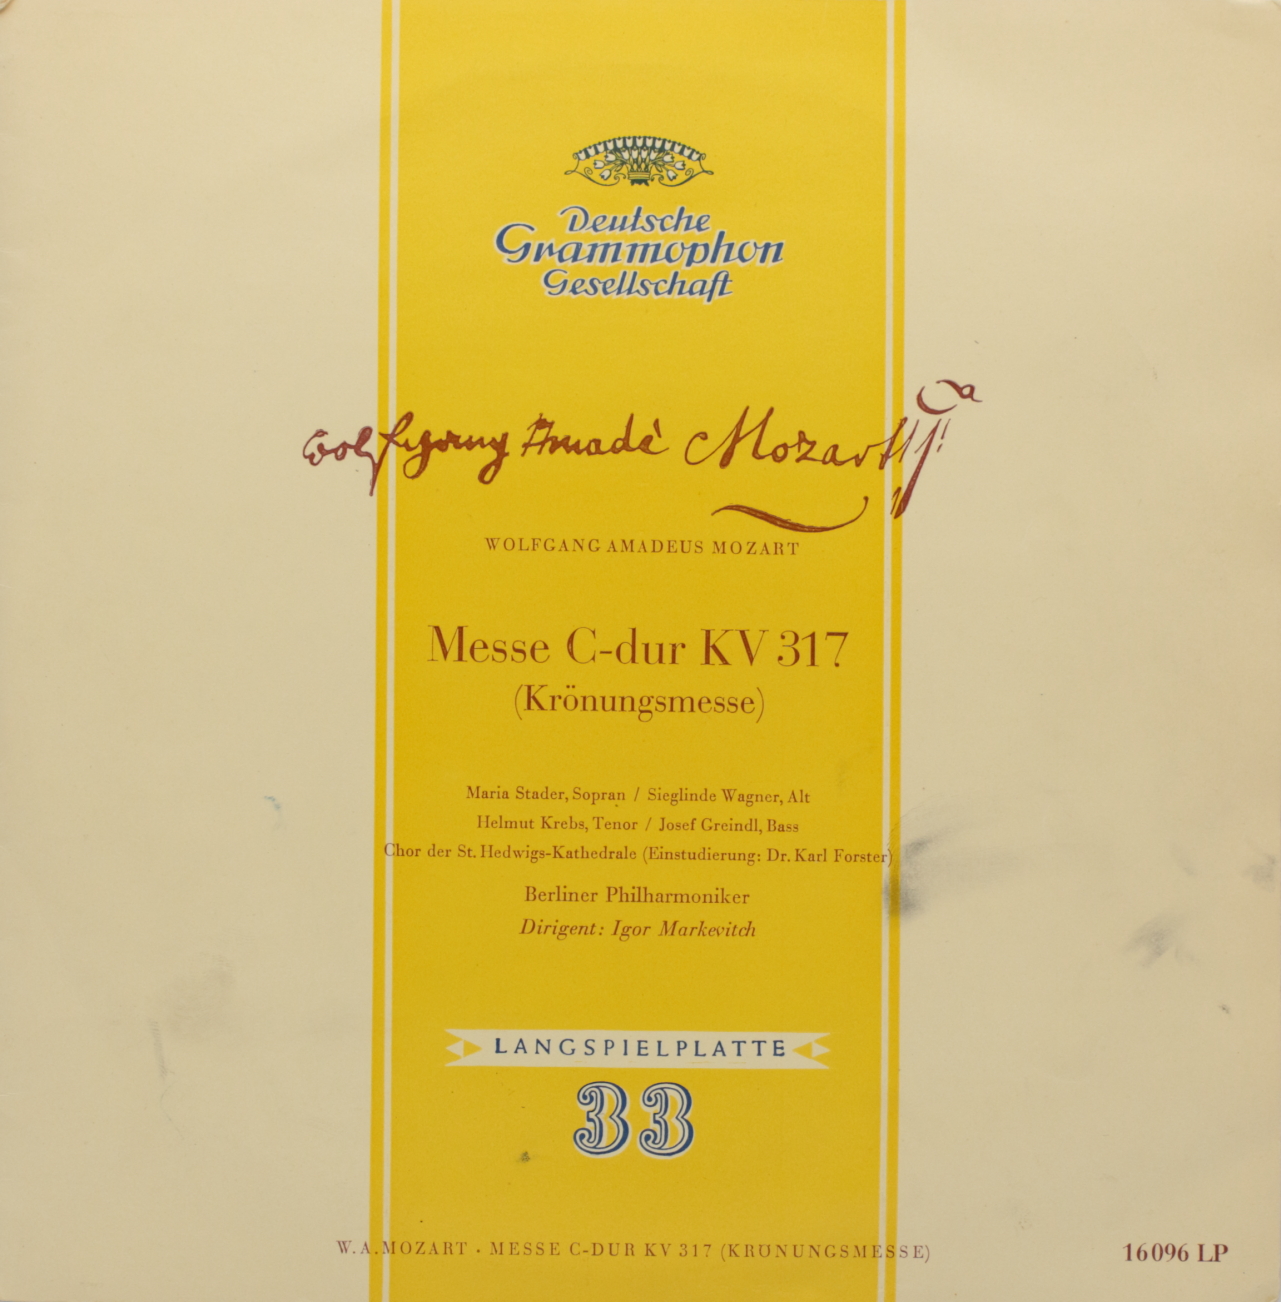 Deutsche
Grammophon
Gesellschaft
Wolfgang Amadè Mozart
WOLFGANG AMADEUS MOZART
Messe C-dur KV 317
(Krönungsmesse)
Maria Stader, Sopran / Sieglinde Wagner, Alt
Helmut Krebs, Tenor / Josef Greindl, Bass
Chor der St. Hedwigs-Kathedrale (Einstudierung: Dr. Karl Forster)
Berliner Philharmoniker
Dirigent: Igor Markevitch
LANGSPIELPLATTE
33
W. A. MOZART · MESSE C-DUR KV 317 (KRÖNUNGSMESSE)
16096 LP